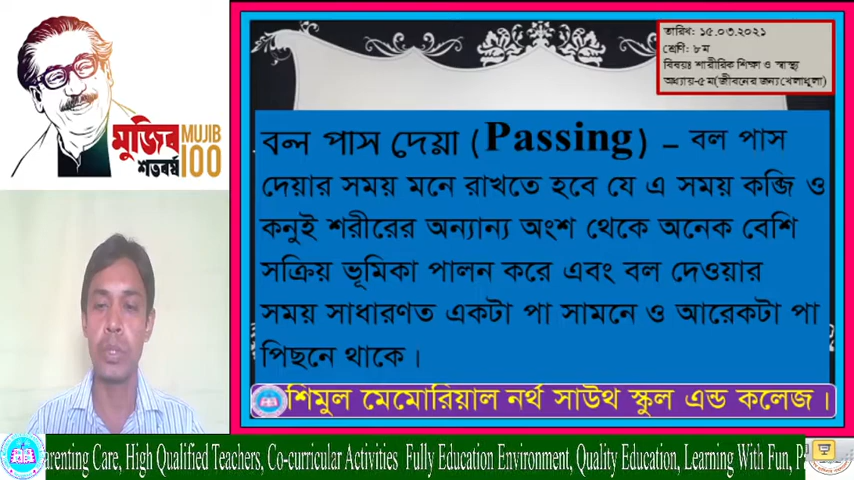 মুজিব MUJIB
শতবর্ষ 100
তারিখ: ১৫.০৩.২০২১
শ্রেণি: ৮ম
বিষয়ঃ শারীরিক শিক্ষা ও স্বাস্থ্য
অধ্যায়-৫ম(জীবনের জন্য খেলাধুলা)
বল পাস দেয়া (Passing) – বল পাস
দেয়ার সময় মনে রাখতে হবে যে এ সময় কব্জি ও
কনুই শরীরের অন্যান্য অংশ থেকে অনেক বেশি
সক্রিয় ভূমিকা পালন করে এবং বল দেওয়ার
সময় সাধারণত একটা পা সামনে ও আরেকটা পা
পিছনে থাকে।
শিমুল মেমোরিয়াল নর্থ সাউথ স্কুল এন্ড কলেজ।
arenting Care, High Qualified Teachers, Co-curricular Activities Fully Education Environment, Quality Education, Learning With Fun, P